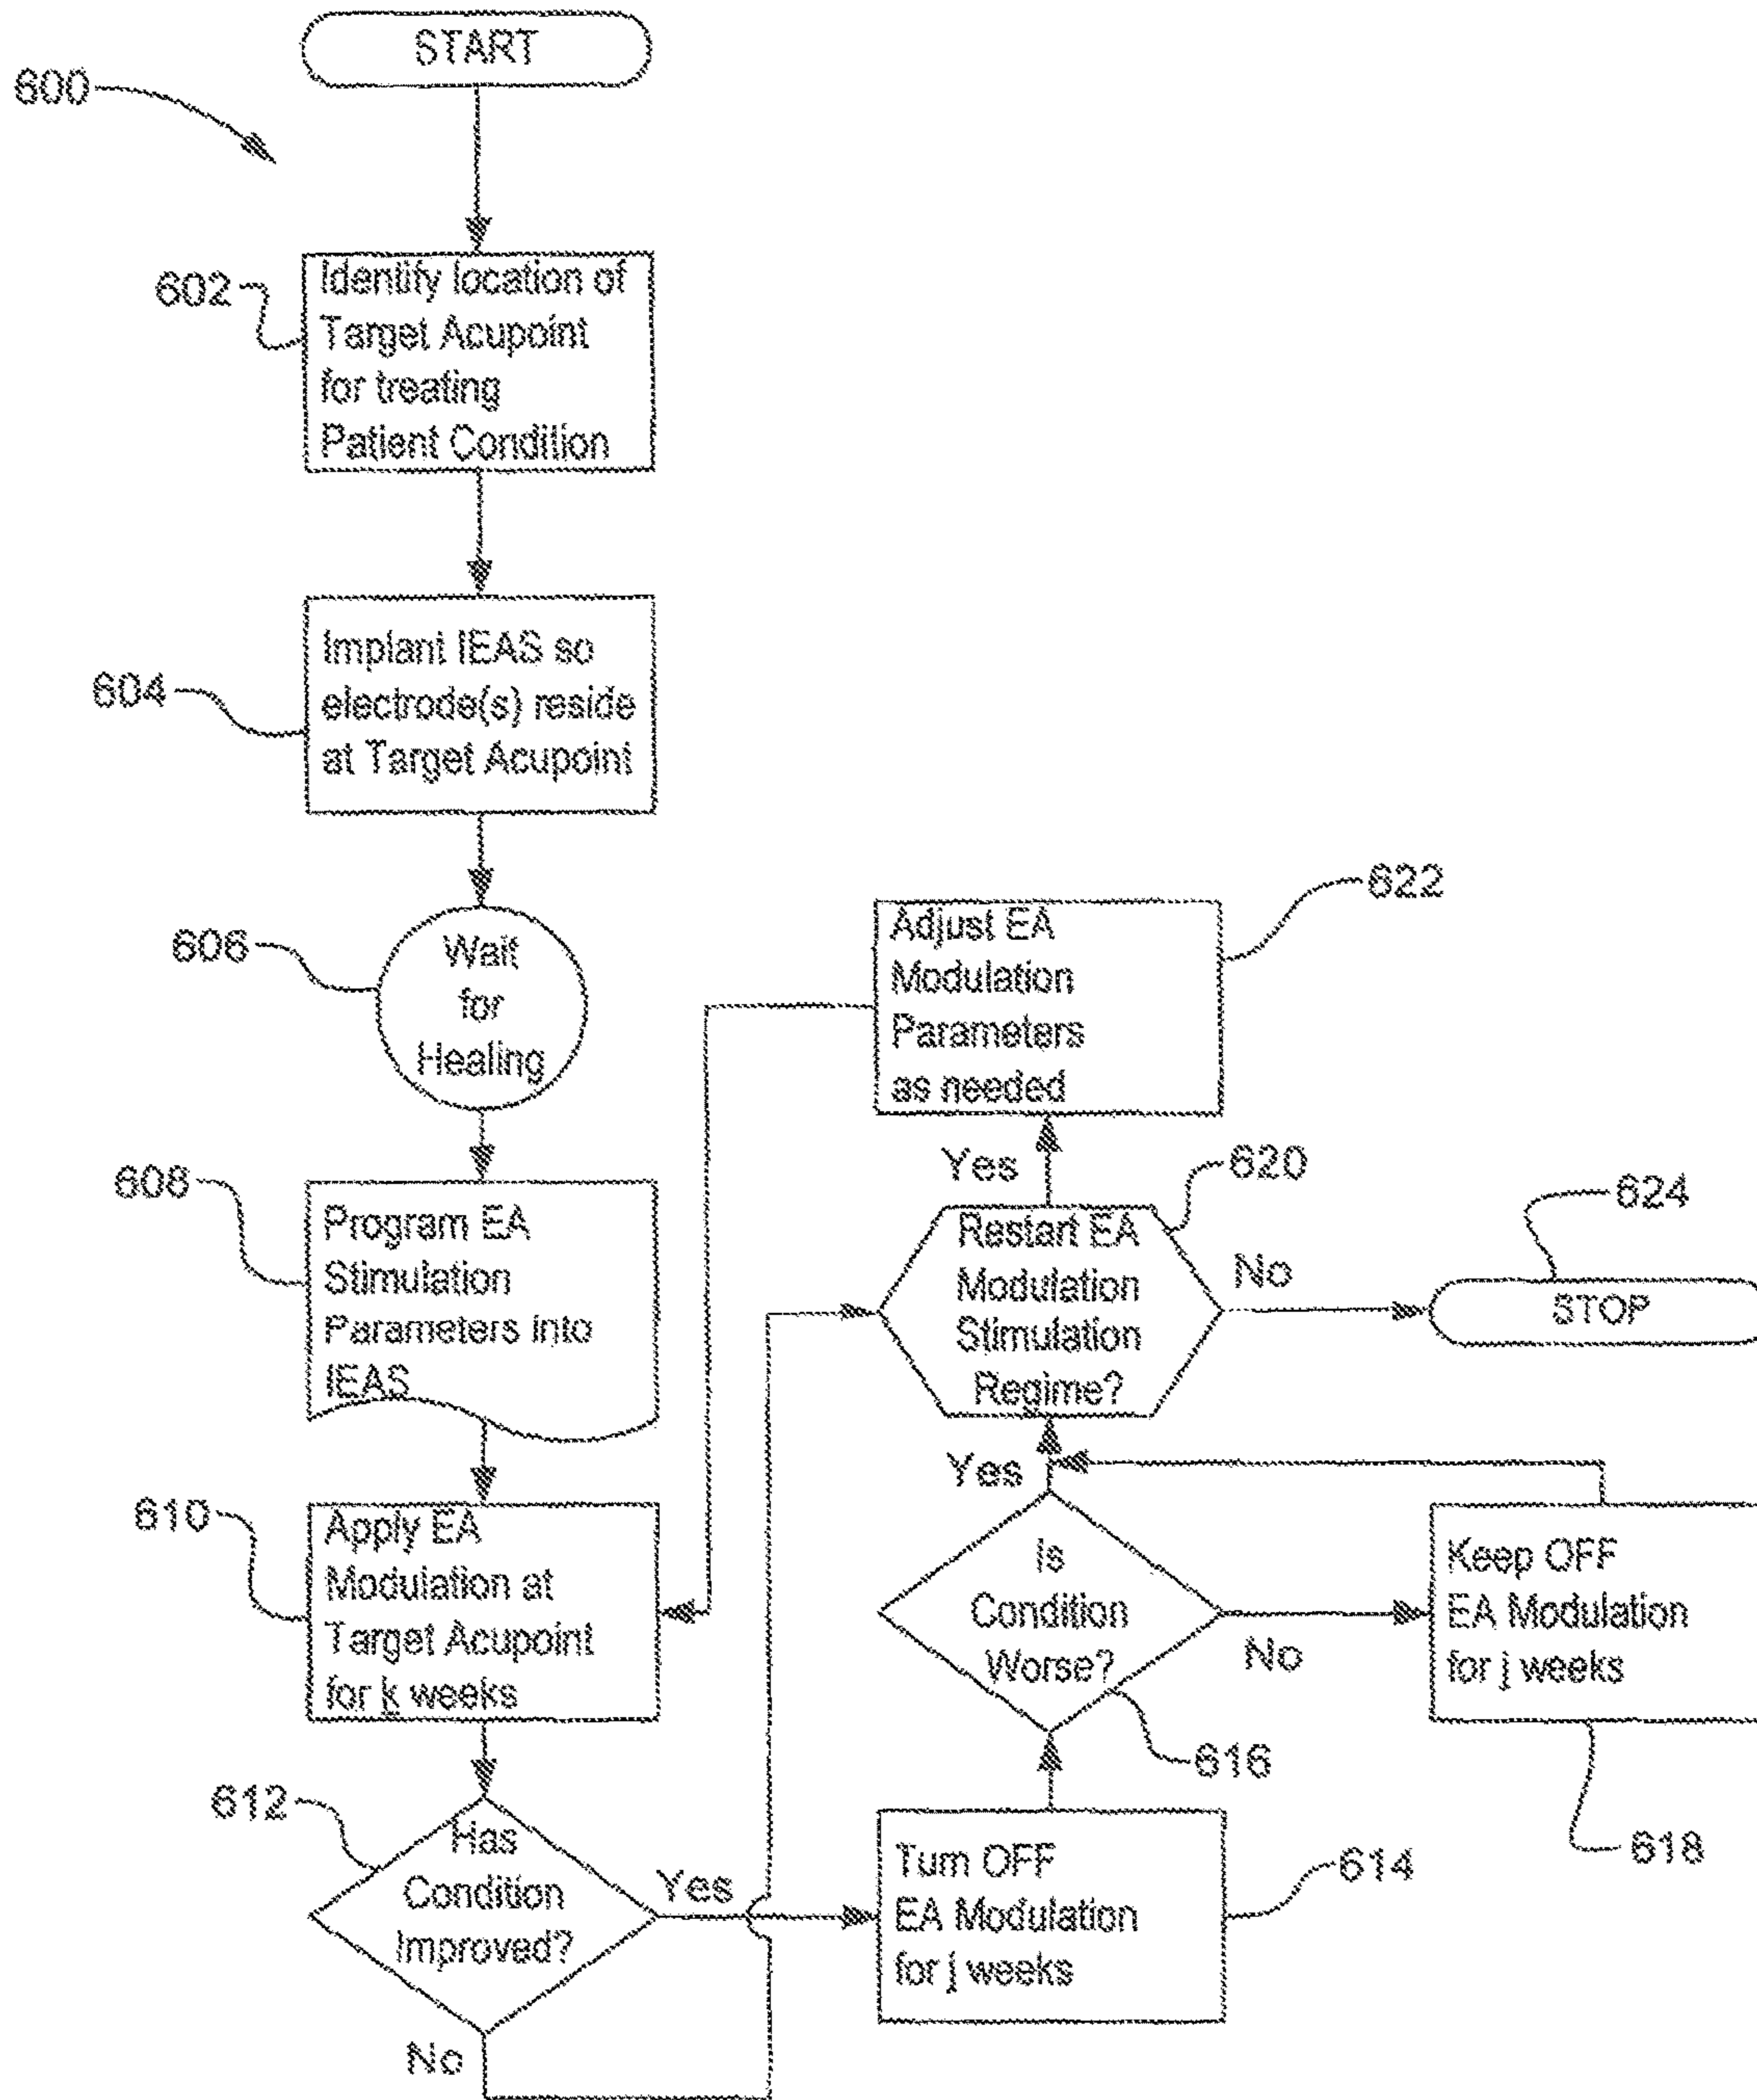 START
600
602
Identify location of
Target Acupoint
for treating
Patient Condition
604
Implant IEAS so
electrode(s) reside
at Target Acupoint
606
Wait
for
Healing
608
Program EA
Stimulation
Parameters into
IEAS
610
Apply EA
Modulation at
Target Acupoint
for k weeks
612
Has
Condition
Improved?
Yes
No
614
Turn OFF
EA Modulation
for j weeks
616
Is
Condition
Worse?
Yes
No
618
Keep OFF
EA Modulation
for j weeks
620
Restart EA
Modulation
Stimulation
Regime?
Yes
No
622
Adjust EA
Modulation
Parameters
as needed
624
STOP